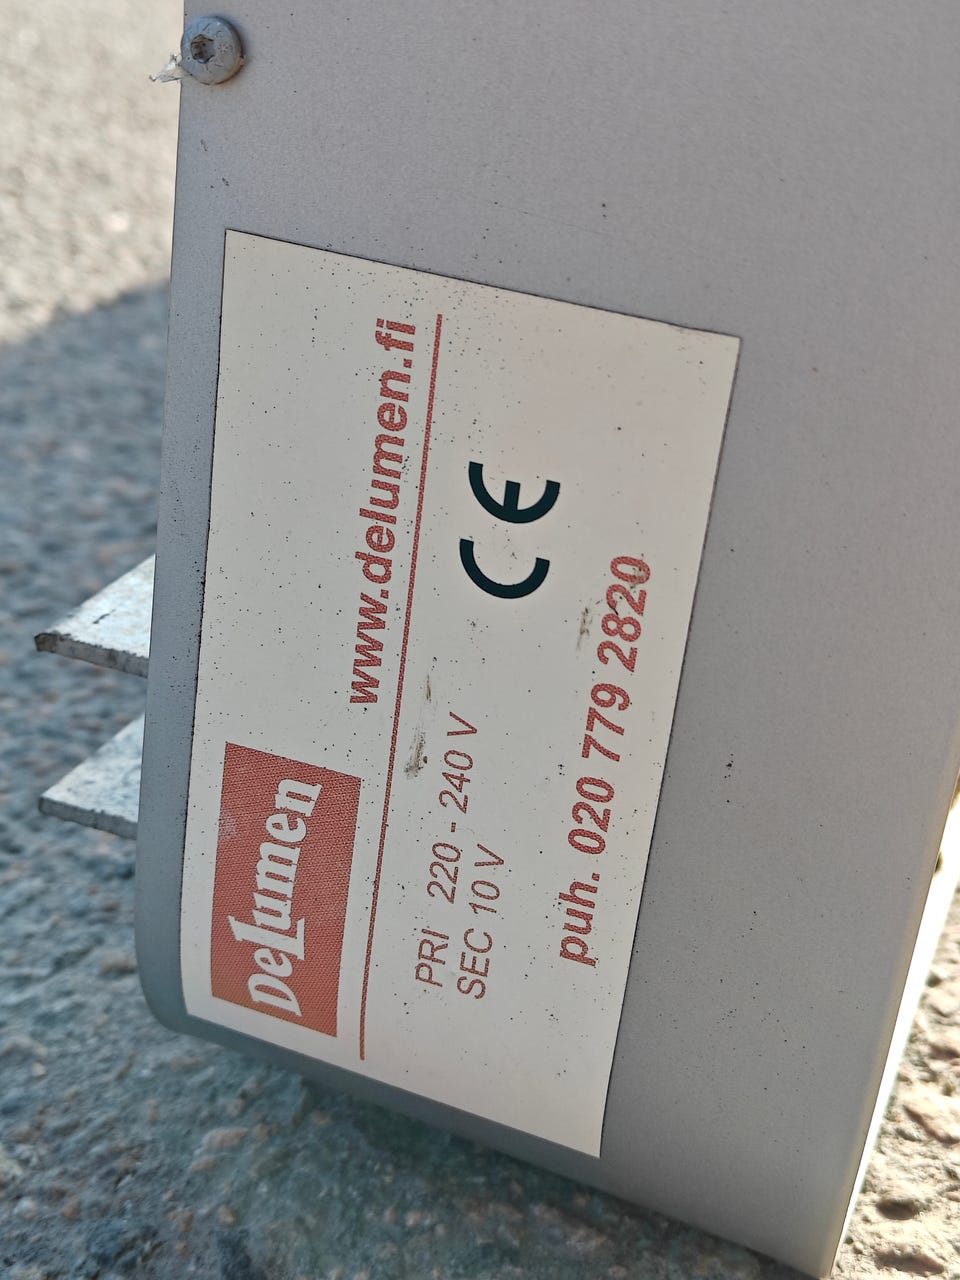 DeLumen
www.delumen.fi
PRI 220 - 240 V
SEC 10 V
CE
puh. 020 779 2820